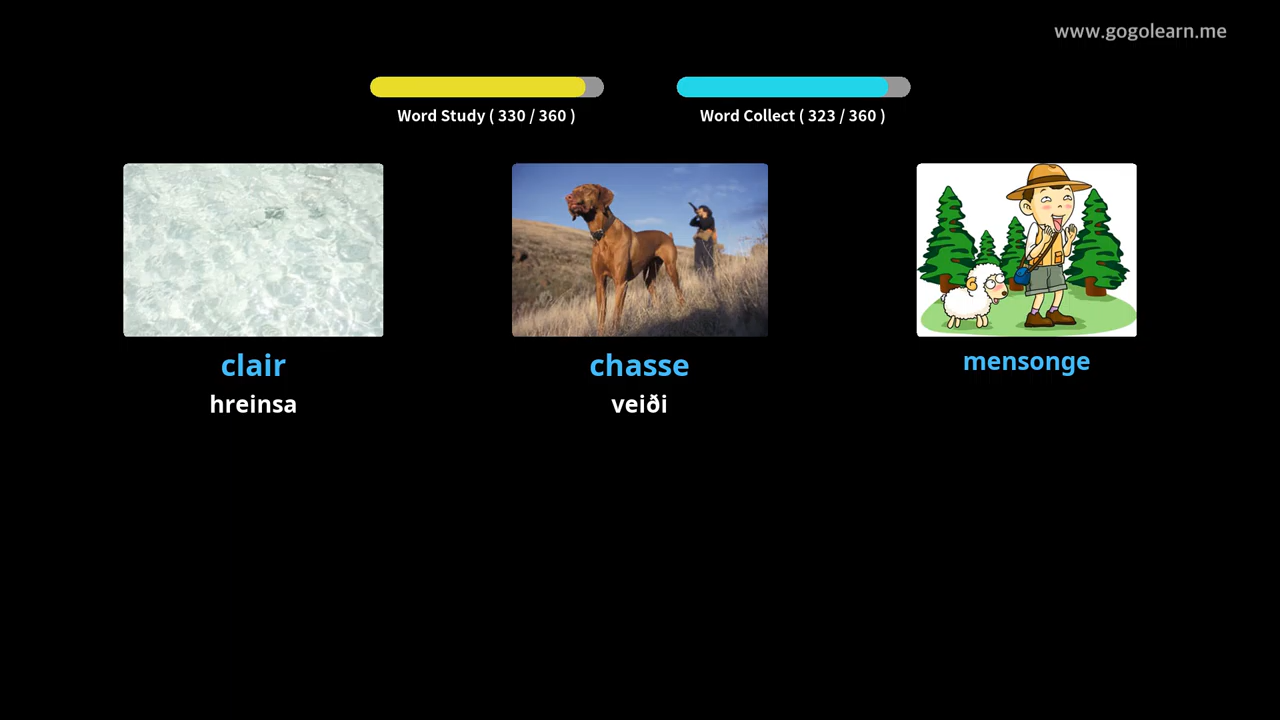 www.gogolearn.me
Word Study ( 330 / 360 )
Word Collect ( 323 / 360 )
clair
chasse
mensonge
hreinsa
veiði